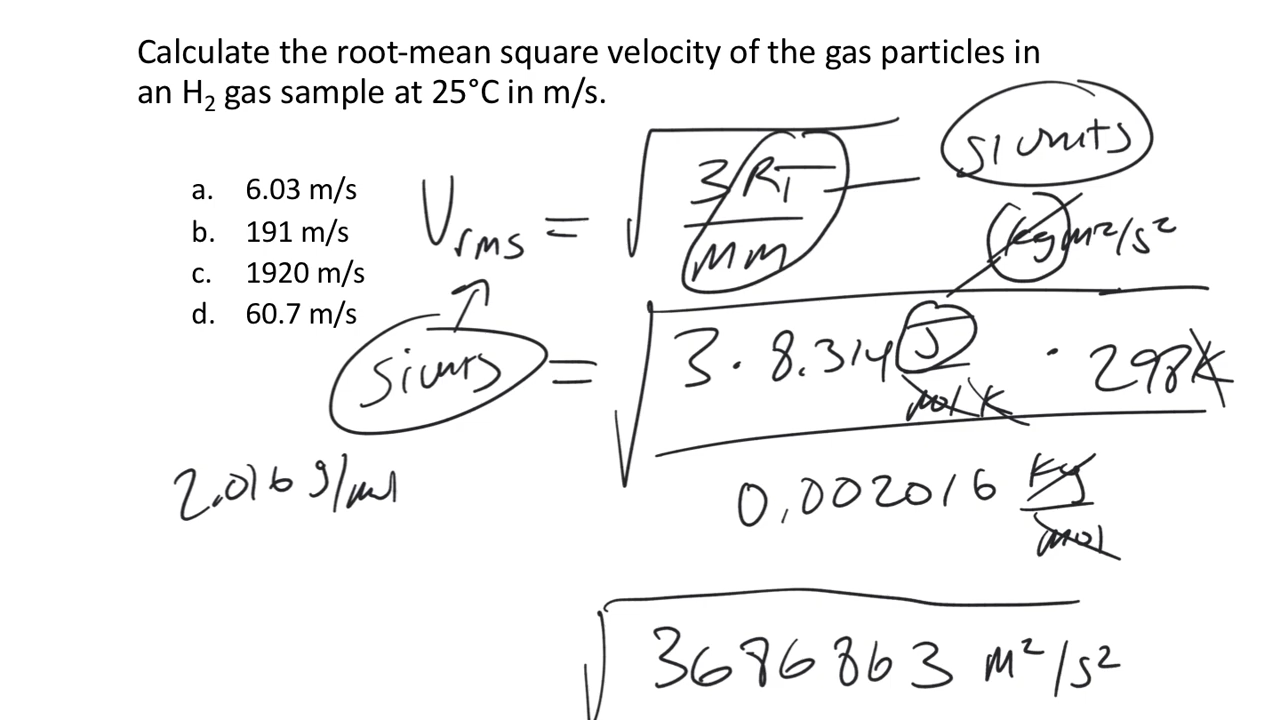 Calculate the root-mean square velocity of the gas particles in
an H₂ gas sample at 25°C in m/s.
a. 6.03 m/s
b. 191 m/s
c. 1920 m/s
d. 60.7 m/s
Urms = √(3RT/MM)
SI units
kg m²/s²
SI units
= √(3 · 8.314 J/mol K · 298 K / 0.002016 kg/mol)
2.016 g/mol
√3686863 m²/s²